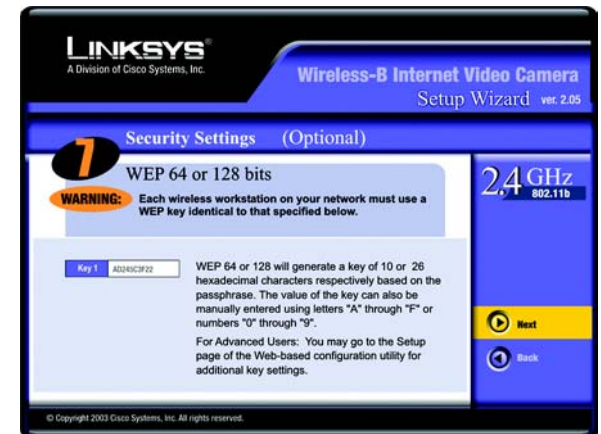 LINKSYS®
A Division of Cisco Systems, Inc.
Wireless-B Internet Video Camera
Setup Wizard ver. 2.05
Security Settings (Optional)
7
WEP 64 or 128 bits
WARNING: Each wireless workstation on your network must use a
WEP key identical to that specified below.
2.4 GHz
802.11b
Key 1 AD245C3F22
WEP 64 or 128 will generate a key of 10 or 26
hexadecimal characters respectively based on the
passphrase. The value of the key can also be
manually entered using letters "A" through "F" or
numbers "0" through "9".
For Advanced Users: You may go to the Setup
page of the Web-based configuration utility for
additional key settings.
Next
Back
© Copyright 2003 Cisco Systems, Inc. All rights reserved.